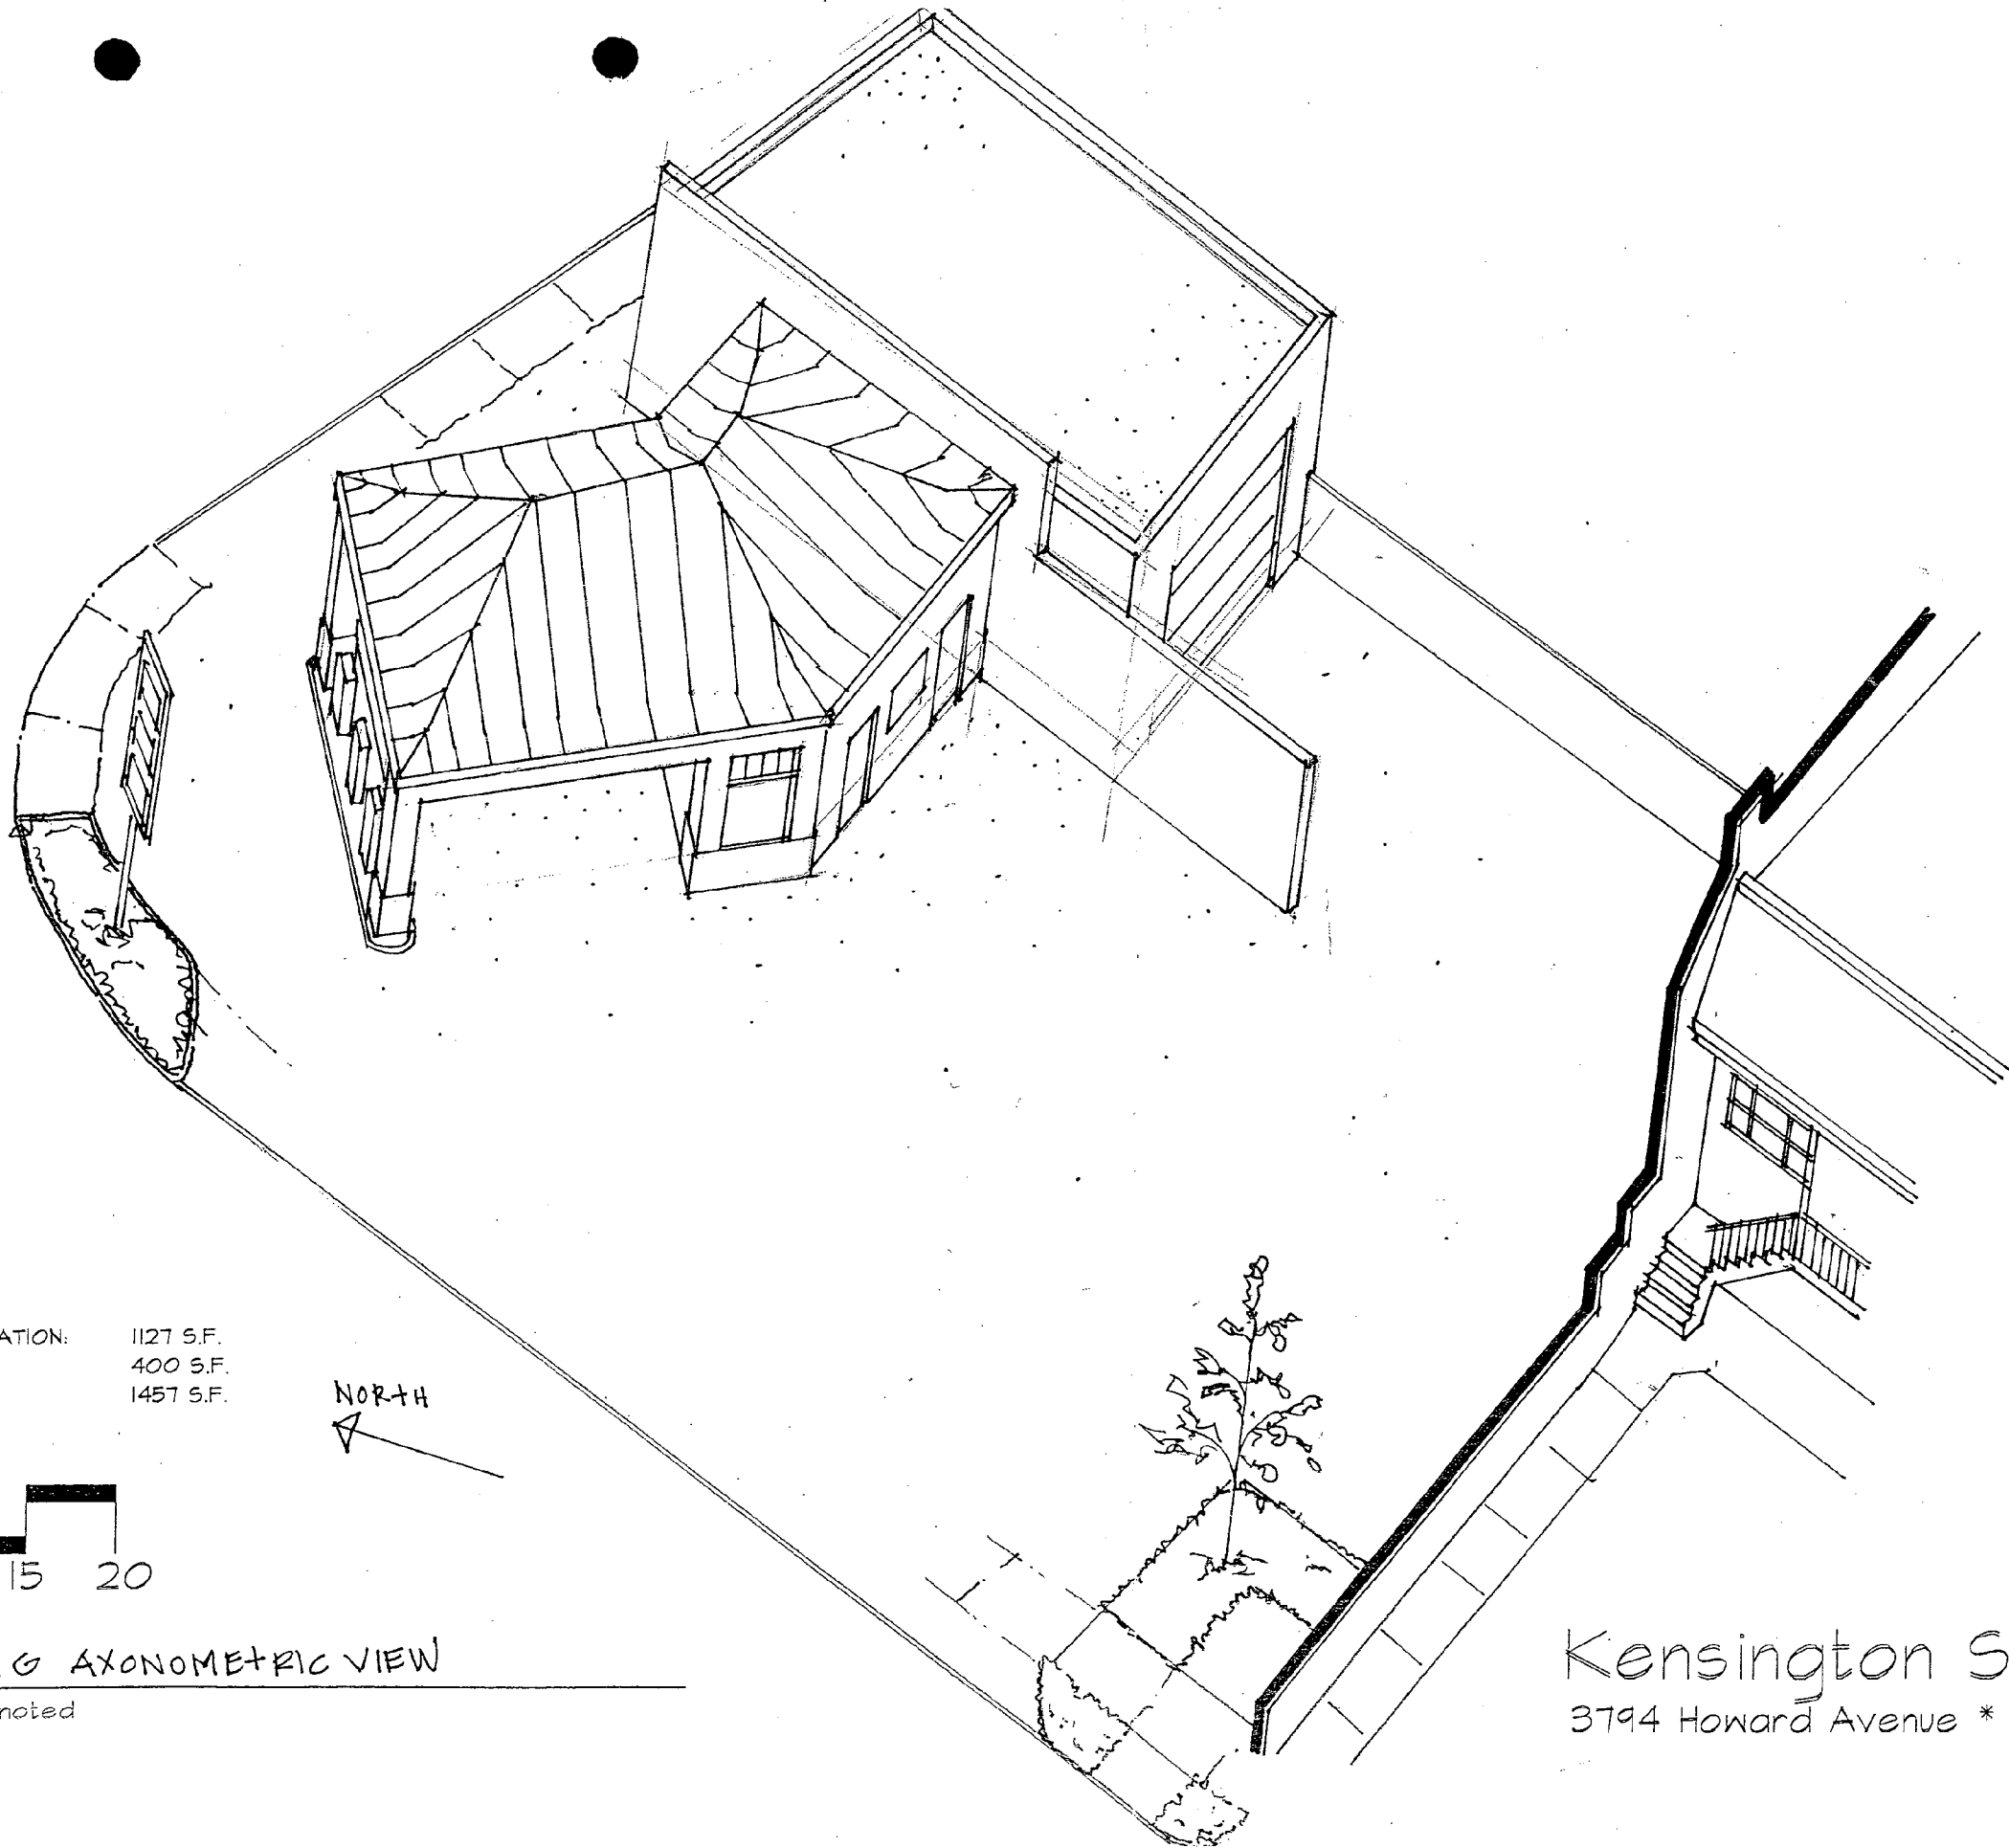 ATION: 1127 S.F.
400 S.F.
1457 S.F.
NORTH
15 20
G AXONOMETRIC VIEW
noted
Kensington S
3794 Howard Avenue *